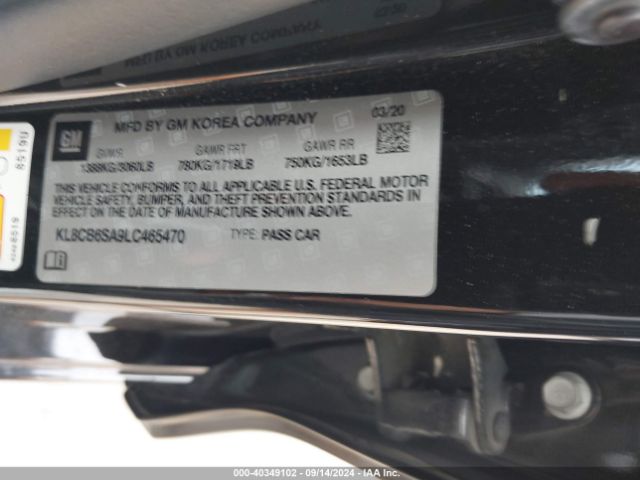 GM
MFD BY GM KOREA COMPANY
03/20
GVWR
GAWR FRT
GAWR RR
1388KG/3060LB
780KG/1719LB
750KG/1653LB
THIS VEHICLE CONFORMS TO ALL APPLICABLE U.S. FEDERAL MOTOR
VEHICLE SAFETY, BUMPER, AND THEFT PREVENTION STANDARDS IN
EFFECT ON THE DATE OF MANUFACTURE SHOWN ABOVE.
KL8CB6SA9LC465470
TYPE: PASS CAR
000-40349102 - 09/14/2024 - IAA Inc.